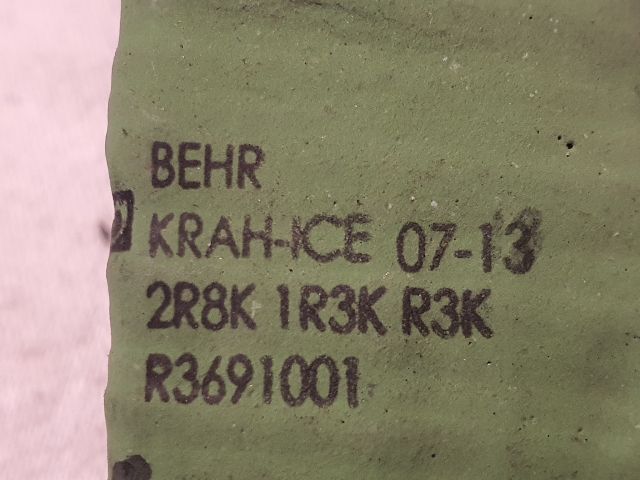 BEHR
KRAH-ICE 07-13
2R8K 1R3K R3K
R3691001